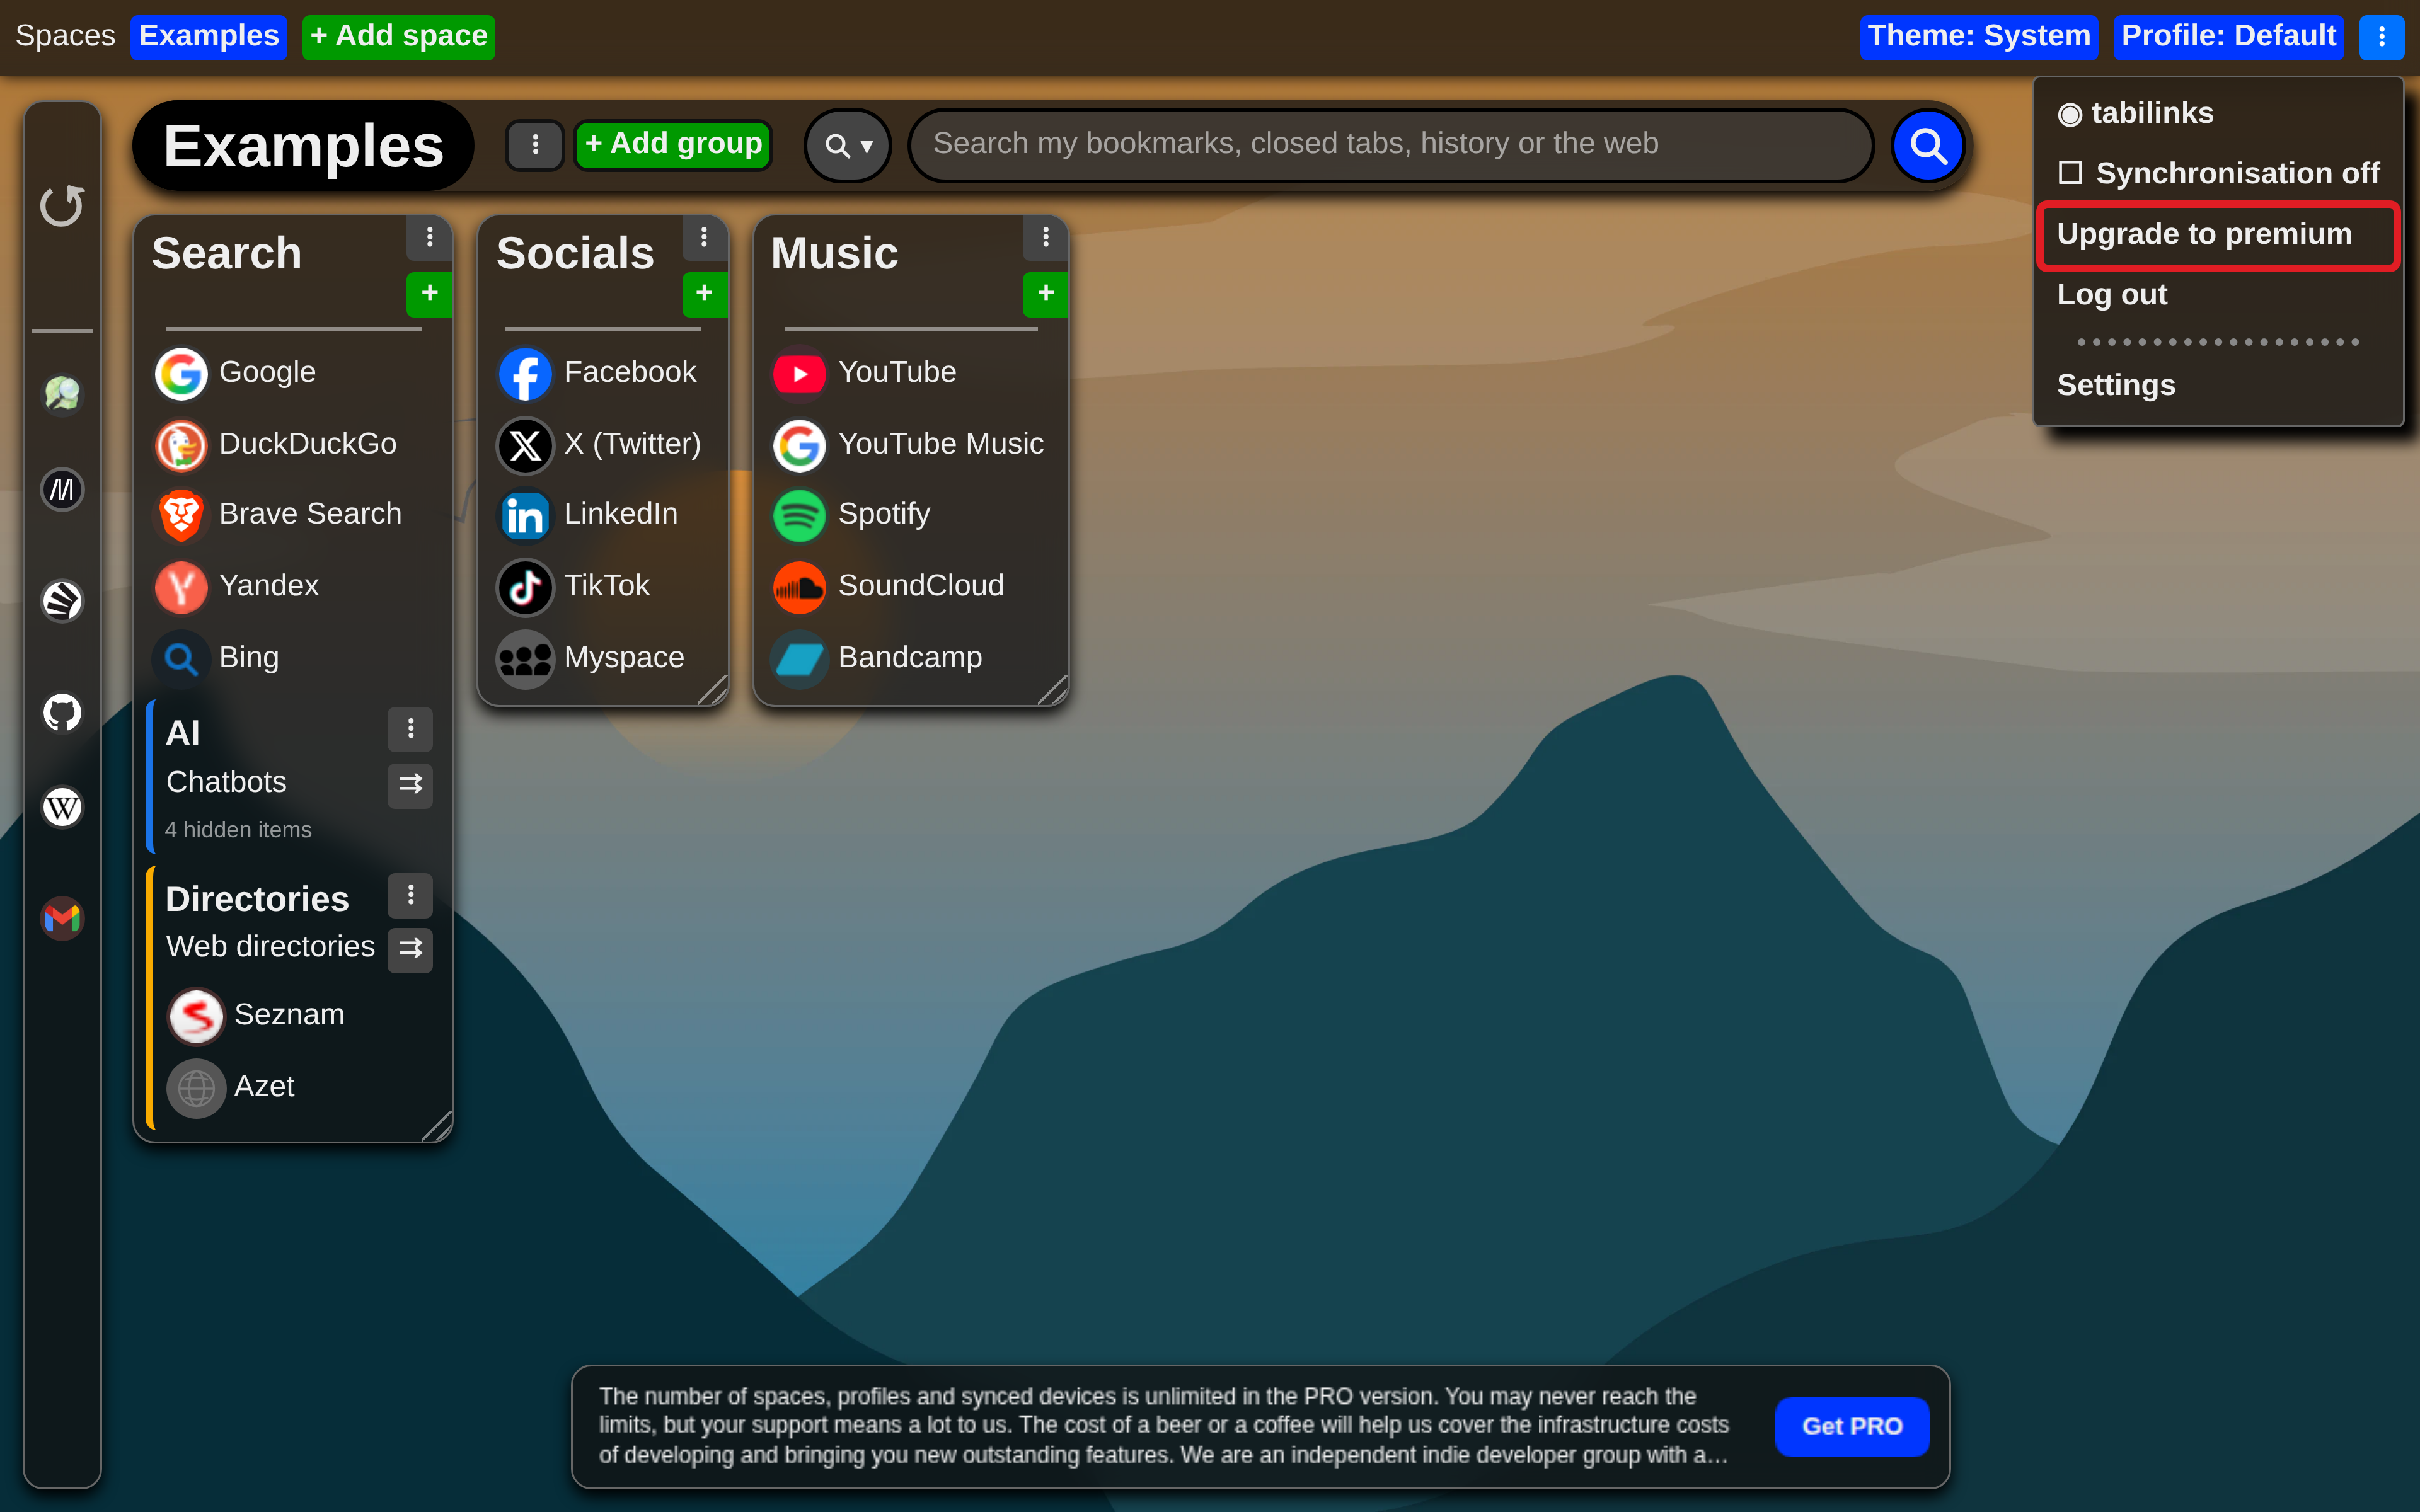 Spaces Examples + Add space Theme: System Profile: Default
Examples + Add group Search my bookmarks, closed tabs, history or the web
◉ tabilinks
☐ Synchronisation off
Upgrade to premium
Log out
Settings
Search
Google
DuckDuckGo
Brave Search
Yandex
Bing
AI
Chatbots
4 hidden items
Directories
Web directories
Seznam
Azet
Socials
Facebook
X (Twitter)
LinkedIn
TikTok
Myspace
Music
YouTube
YouTube Music
Spotify
SoundCloud
Bandcamp
The number of spaces, profiles and synced devices is unlimited in the PRO version. You may never reach the
limits, but your support means a lot to us. The cost of a beer or a coffee will help us cover the infrastructure costs
of developing and bringing you new outstanding features. We are an independent indie developer group with a…
Get PRO